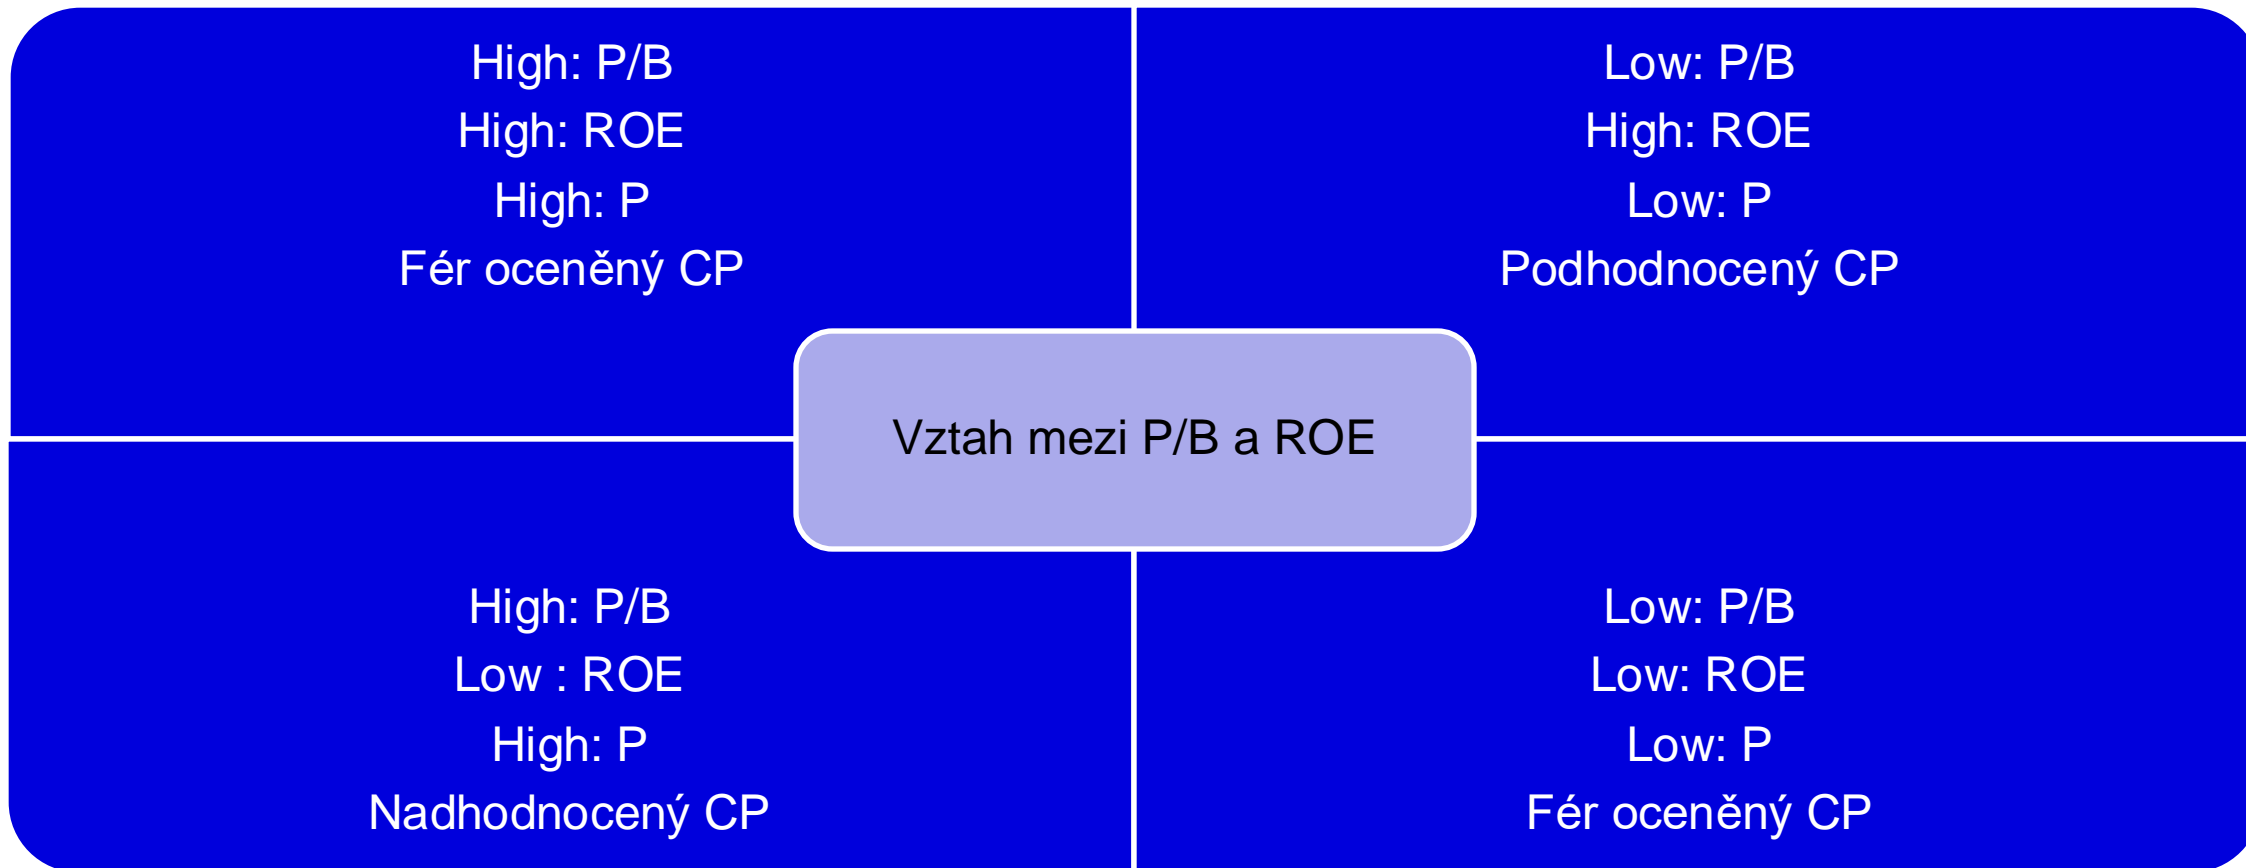 High: P/B
High: ROE
High: P
Fér oceněný CP
Low: P/B
High: ROE
Low: P
Podhodnocený CP
Vztah mezi P/B a ROE
High: P/B
Low : ROE
High: P
Nadhodnocený CP
Low: P/B
Low: ROE
Low: P
Fér oceněný CP